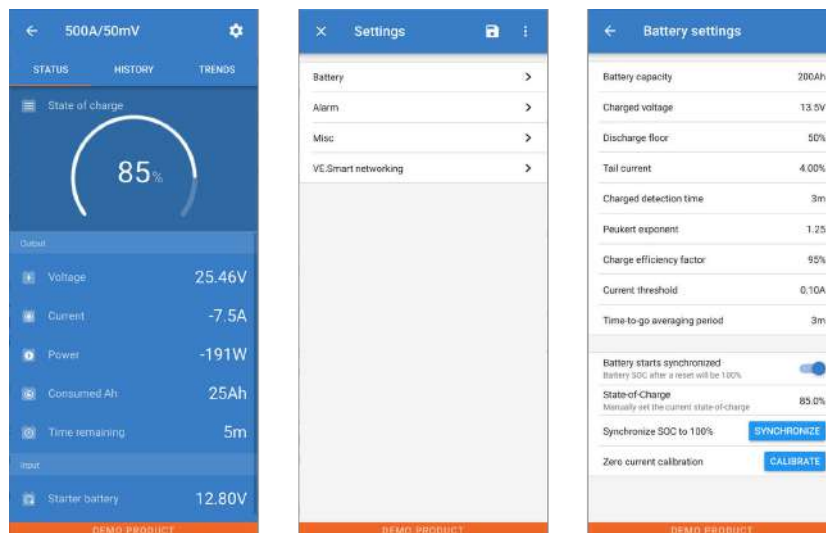 500A/50mV
STATUS HISTORY TRENDS
State of charge
85%
Output
Voltage 25.46V
Current -7.5A
Power -191W
Consumed Ah 25Ah
Time remaining 5m
Input
Starter battery 12.80V
DEMO PRODUCT
Settings
Battery
Alarm
Misc
VE.Smart networking
DEMO PRODUCT
Battery settings
Battery capacity 200Ah
Charged voltage 13.5V
Discharge floor 50%
Tail current 4.00%
Charged detection time 3m
Peukert exponent 1.25
Charge efficiency factor 95%
Current threshold 0.10A
Time-to-go averaging period 3m
Battery starts synchronized
Battery SOC after a reset will be 100%
State-of-Charge 85.0%
Manually set the current state-of-charge
Synchronize SOC to 100% SYNCHRONIZE
Zero current calibration CALIBRATE
DEMO PRODUCT